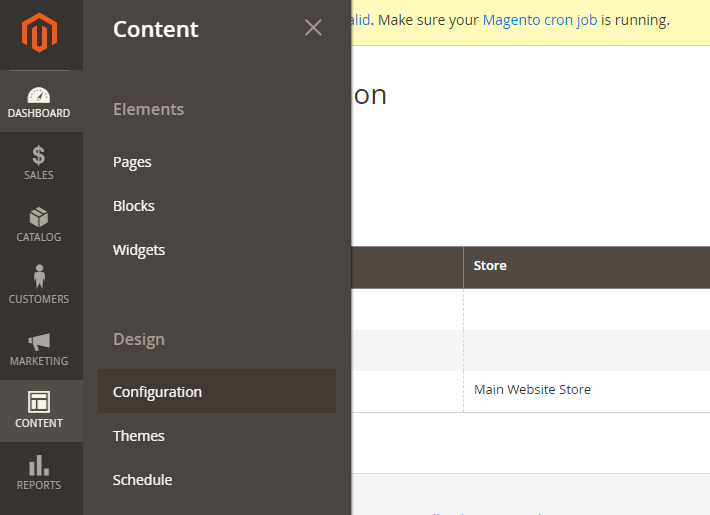 Content
alid. Make sure your Magento cron job is running.
on
DASHBOARD
SALES
CATALOG
CUSTOMERS
MARKETING
CONTENT
REPORTS
Elements
Pages
Blocks
Widgets
Design
Configuration
Themes
Schedule
Store
Main Website Store